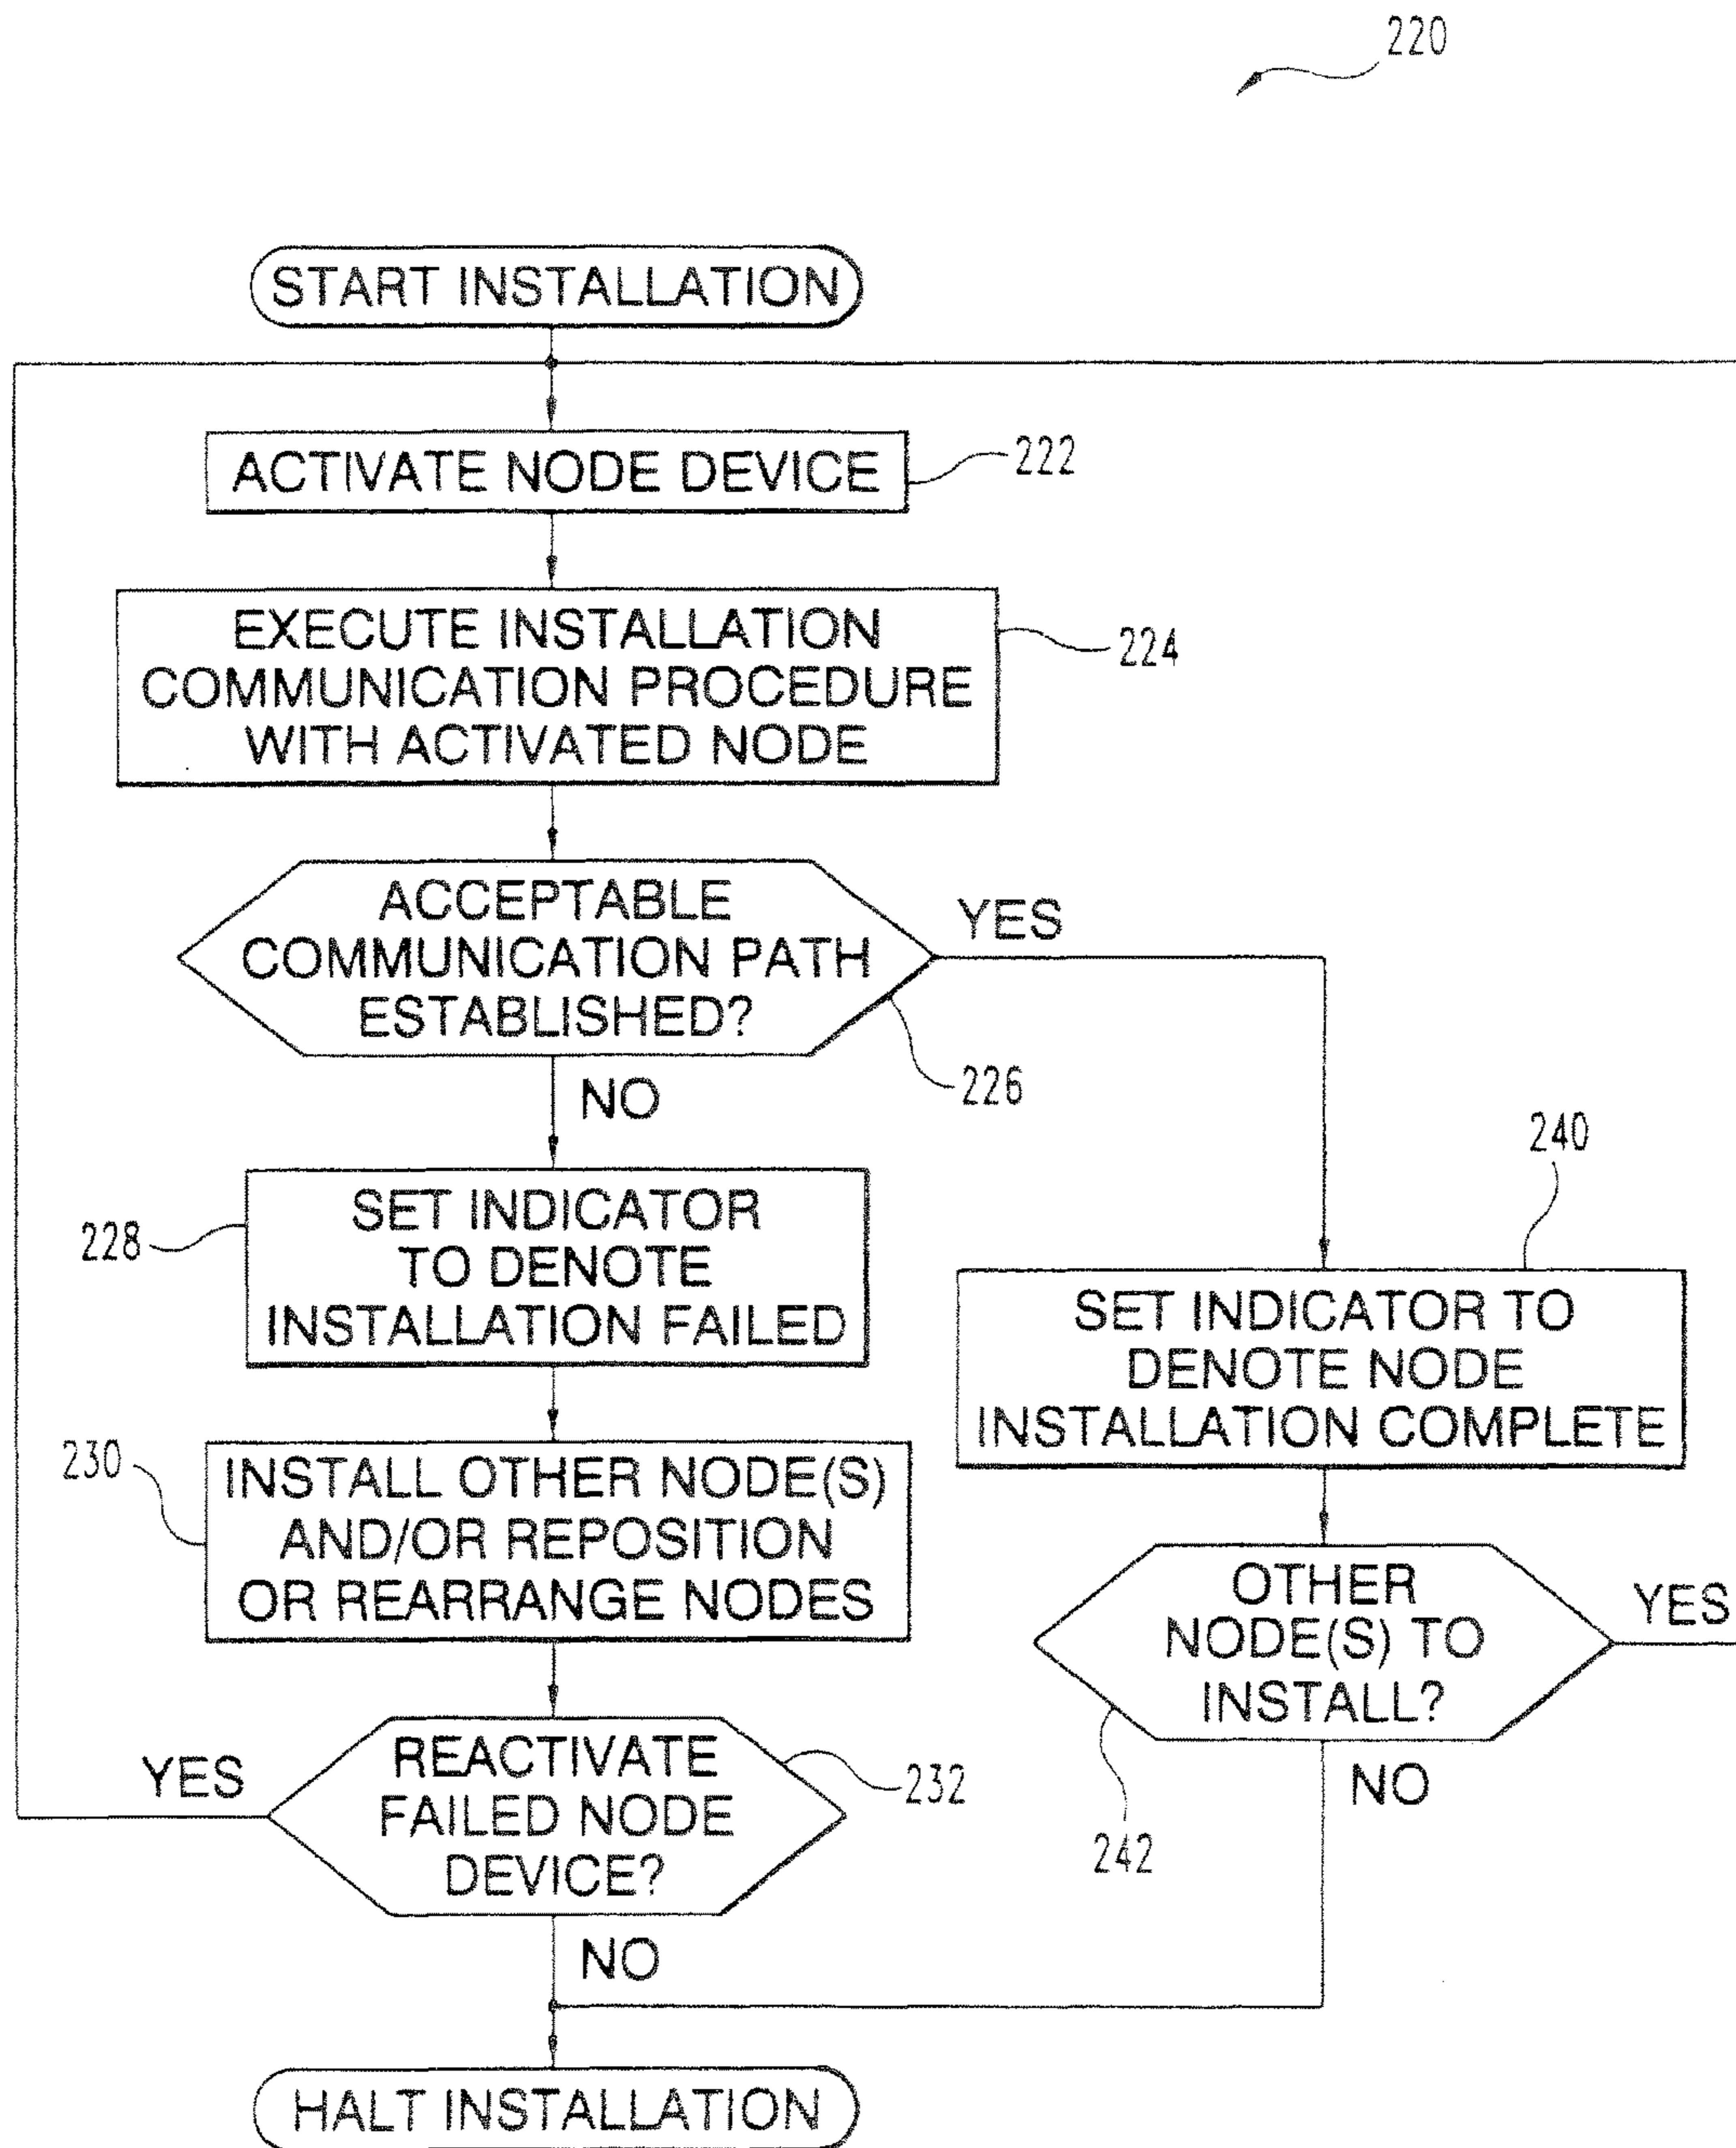 220
START INSTALLATION
ACTIVATE NODE DEVICE
222
EXECUTE INSTALLATION
COMMUNICATION PROCEDURE
WITH ACTIVATED NODE
224
ACCEPTABLE
COMMUNICATION PATH
ESTABLISHED?
YES
226
NO
228
SET INDICATOR
TO DENOTE
INSTALLATION FAILED
240
SET INDICATOR TO
DENOTE NODE
INSTALLATION COMPLETE
230
INSTALL OTHER NODE(S)
AND/OR REPOSITION
OR REARRANGE NODES
OTHER
NODE(S) TO
INSTALL?
YES
242
NO
YES
REACTIVATE
FAILED NODE
DEVICE?
232
NO
HALT INSTALLATION